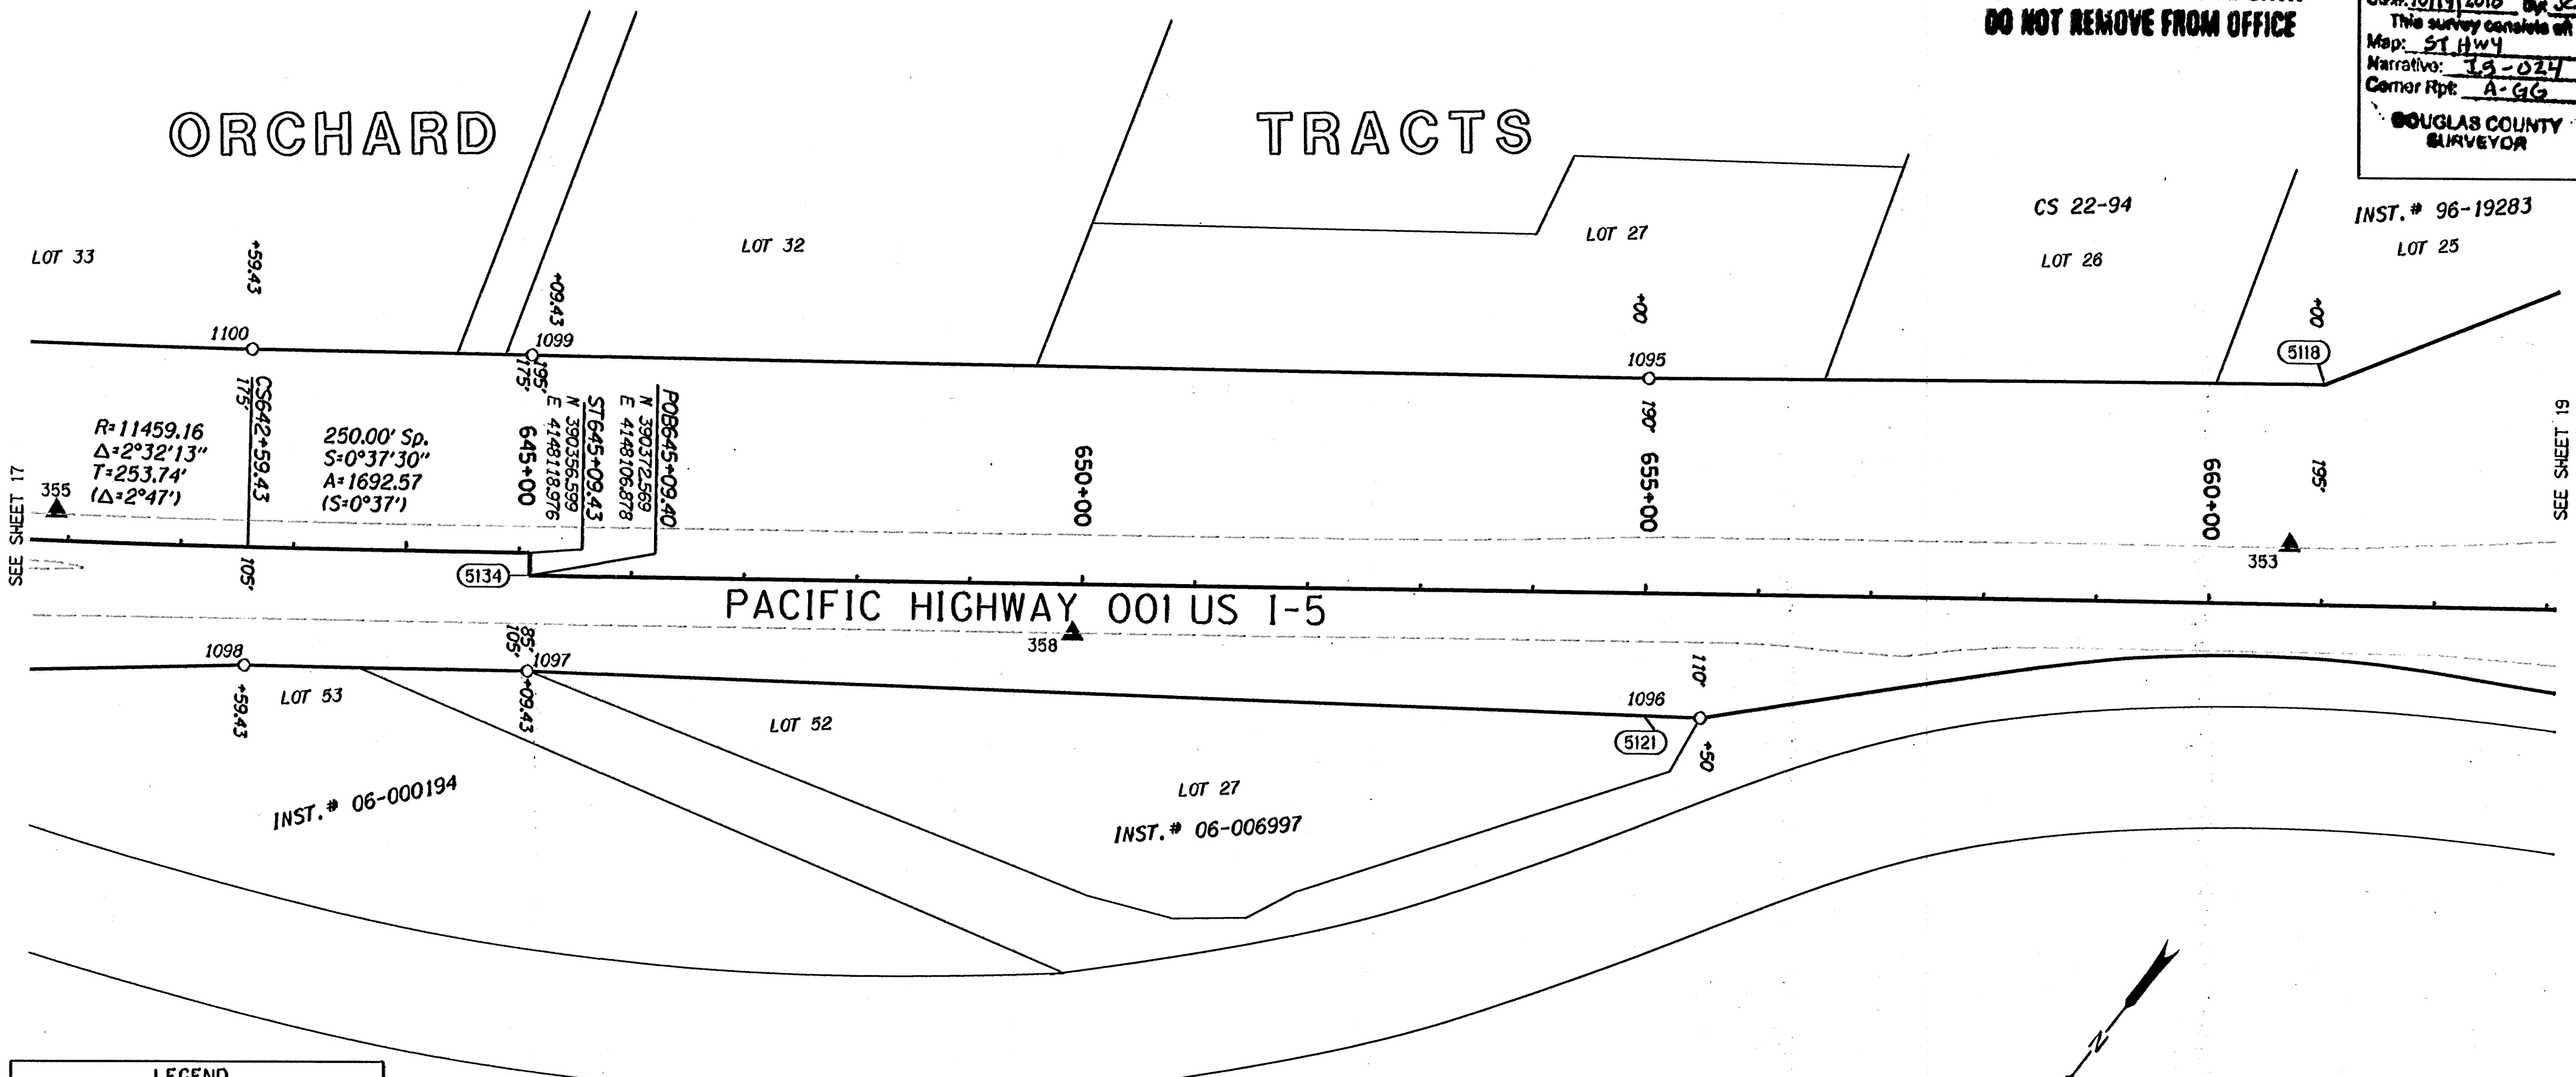 DO NOT REMOVE FROM OFFICE
This survey consists of
Map: ST HWY
Narrative: IS-024
Corner Rpt: A-GG
DOUGLAS COUNTY
SURVEYOR
ORCHARD
TRACTS
CS 22-94
INST.# 96-19283
LOT 33
LOT 32
LOT 27
LOT 26
LOT 25
+59.43
+09.43
+00
+00
1100
1099
1095
5118
175'
195'
175'
190'
195'
CS642+59.43
R=11459.16
Δ=2°32'13"
T=253.74'
(Δ=2°47')
250.00' Sp.
S=0°37'30"
A=1692.57
(S=0°37')
645+00
ST645+09.43
N 390356.599
E 4148118.976
POB645+09.40
N 390372.569
E 4148106.878
650+00
655+00
660+00
SEE SHEET 17
SEE SHEET 19
355
353
5134
105'
PACIFIC HIGHWAY 001 US I-5
358
85'
105'
110'
1098
1097
1096
5121
+59.43
+09.43
+50
LOT 53
LOT 52
LOT 27
INST.# 06-000194
INST.# 06-006997
N
LEGEND